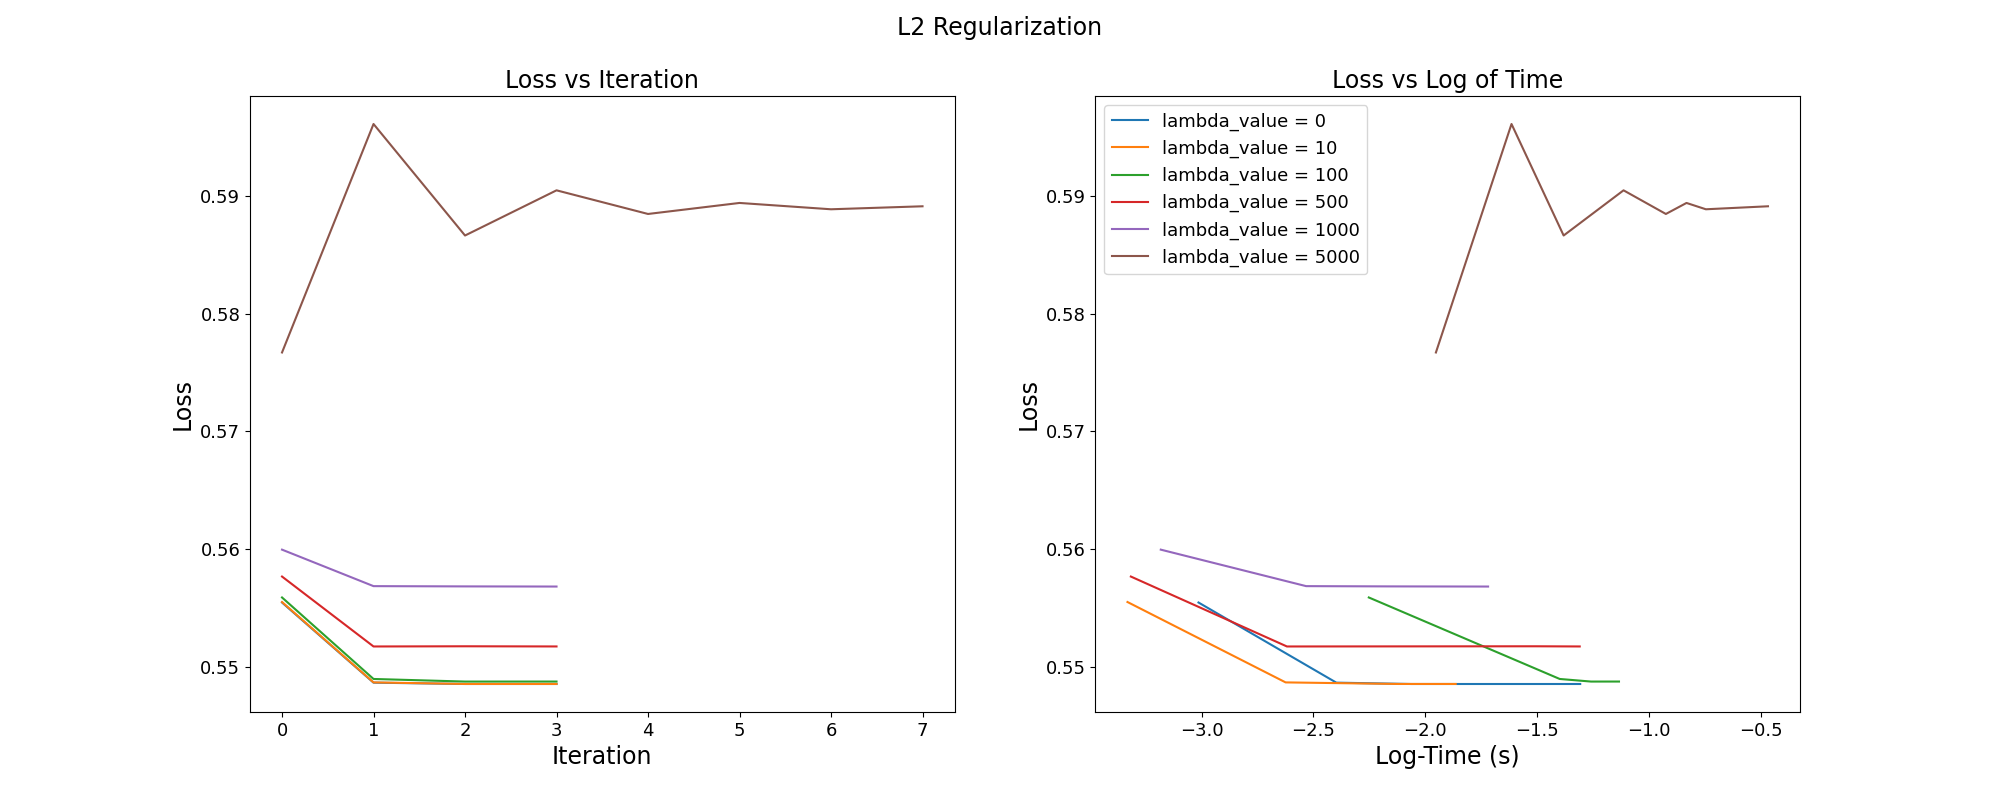 L2 Regularization
Loss vs Iteration
Loss
0.59
0.58
0.57
0.56
0.55
0 1 2 3 4 5 6 7
Iteration
Loss vs Log of Time
lambda_value = 0
lambda_value = 10
lambda_value = 100
lambda_value = 500
lambda_value = 1000
lambda_value = 5000
Loss
0.59
0.58
0.57
0.56
0.55
−3.0 −2.5 −2.0 −1.5 −1.0 −0.5
Log-Time (s)